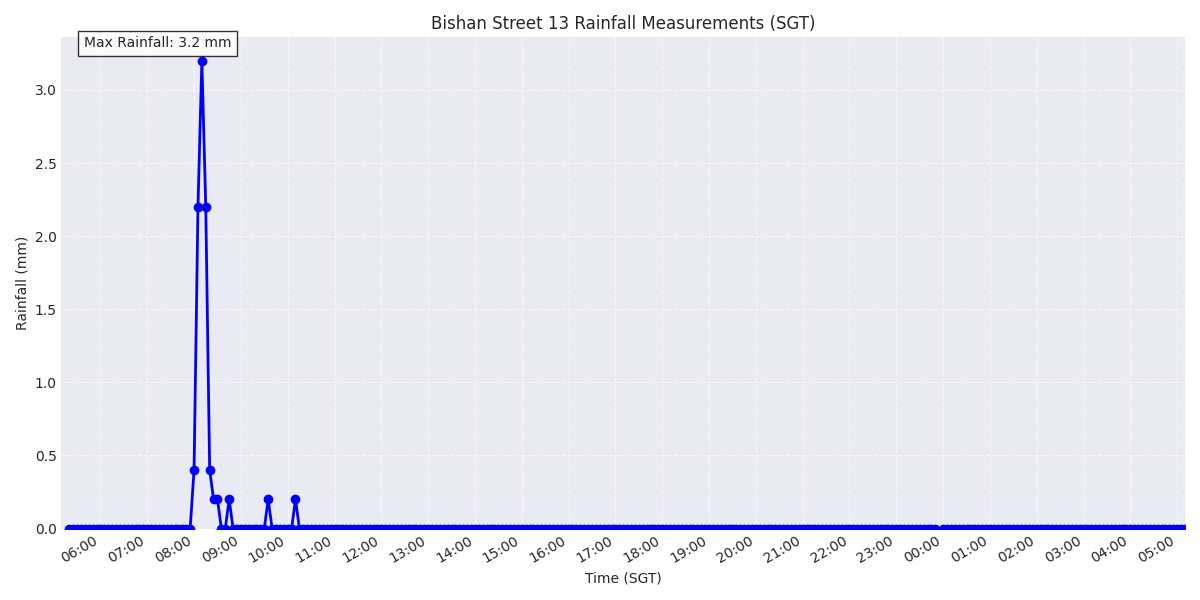 Bishan Street 13 Rainfall Measurements (SGT)
Max Rainfall: 3.2 mm
3.0
2.5
2.0
1.5
1.0
0.5
0.0
Rainfall (mm)
06:00 07:00 08:00 09:00 10:00 11:00 12:00 13:00 14:00 15:00 16:00 17:00 18:00 19:00 20:00 21:00 22:00 23:00 00:00 01:00 02:00 03:00 04:00 05:00
Time (SGT)